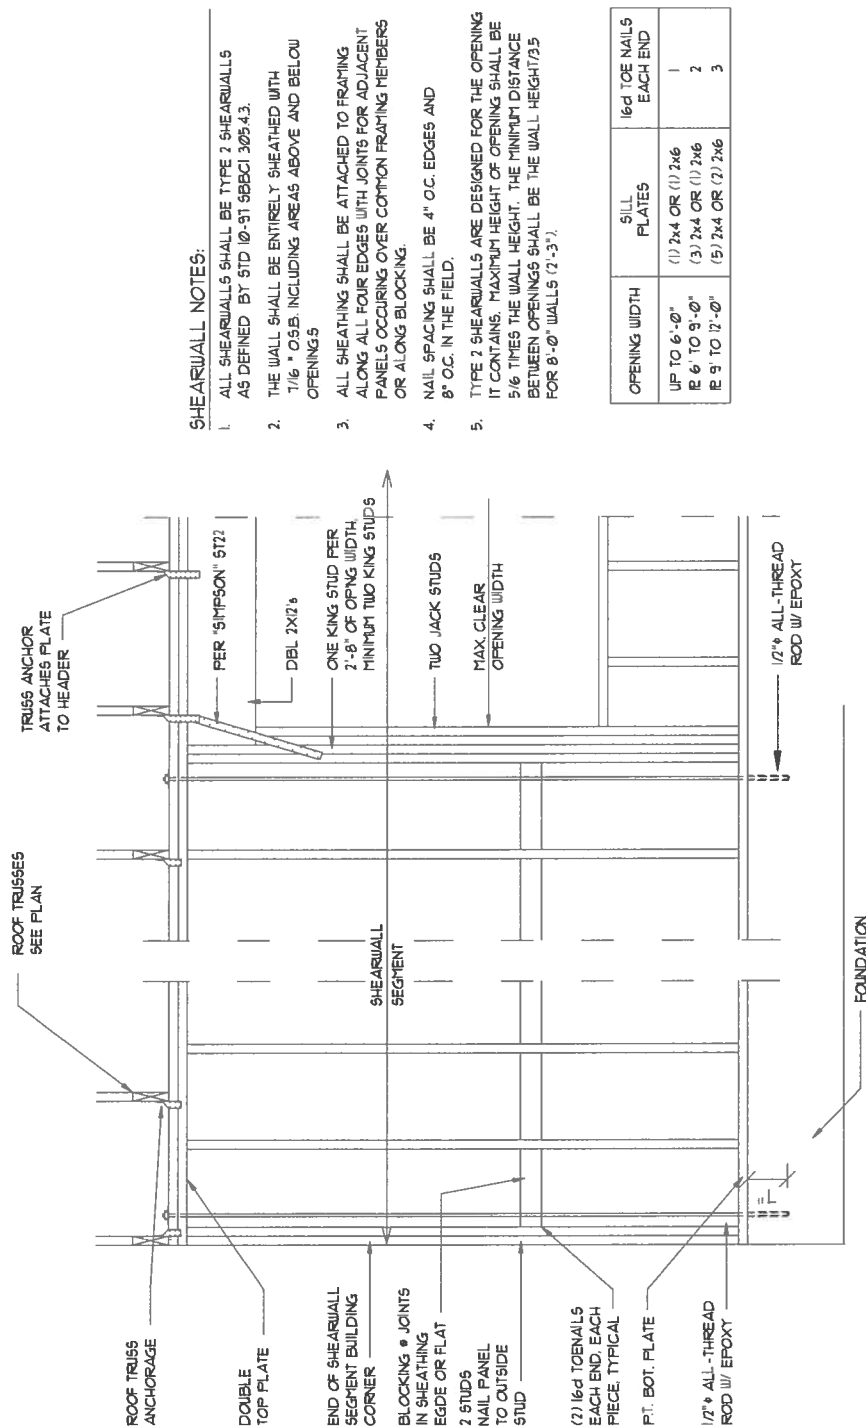 SHEARWALL NOTES:
1. ALL SHEARWALLS SHALL BE TYPE 2 SHEARWALLS
AS DEFINED BY STD 10-97 SBBCI 305.4.3.
2. THE WALL SHALL BE ENTIRELY SHEATHED WITH
7/16 " O.S.B. INCLUDING AREAS ABOVE AND BELOW
OPENINGS
3. ALL SHEATHING SHALL BE ATTACHED TO FRAMING
ALONG ALL FOUR EDGES WITH JOINTS FOR ADJACENT
PANELS OCCURING OVER COMMON FRAMING MEMBERS
OR ALONG BLOCKING.
4. NAIL SPACING SHALL BE 4" O.C. EDGES AND
8" O.C. IN THE FIELD.
5. TYPE 2 SHEARWALLS ARE DESIGNED FOR THE OPENING
IT CONTAINS. MAXIMUM HEIGHT OF OPENING SHALL BE
5/6 TIMES THE WALL HEIGHT. THE MINIMUM DISTANCE
BETWEEN OPENINGS SHALL BE THE WALL HEIGHT/3.5
FOR 8'-0" WALLS (2'-3").
OPENING WIDTH SILL PLATES 16d TOE NAILS EACH END
UP TO 6'-0" (1) 2x4 OR (1) 2x6 1
6' TO 9'-0" (3) 2x4 OR (1) 2x6 2
9' TO 12'-0" (5) 2x4 OR (2) 2x6 3
ROOF TRUSS
ANCHORAGE
DOUBLE
TOP PLATE
END OF SHEARWALL
SEGMENT BUILDING
CORNER
BLOCKING @ JOINTS
IN SHEATHING
EGDE OR FLAT
2 STUDS
NAIL PANEL
TO OUTSIDE
STUD
(2) 16d TOENAILS
EACH END, EACH
PIECE, TYPICAL
P.T. BOT. PLATE
1/2"ϕ ALL-THREAD
ROD W/ EPOXY
ROOF TRUSSES
SEE PLAN
SHEARWALL
SEGMENT
7"
FOUNDATION
TRUSS ANCHOR
ATTACHES PLATE
TO HEADER
PER "SIMPSON" ST22
DBL 2X12's
ONE KING STUD PER
2'-8" OF OP'NG WIDTH,
MINIMUM TWO KING STUDS
TWO JACK STUDS
MAX. CLEAR
OPENING WIDTH
1/2"ϕ ALL-THREAD
ROD W/ EPOXY